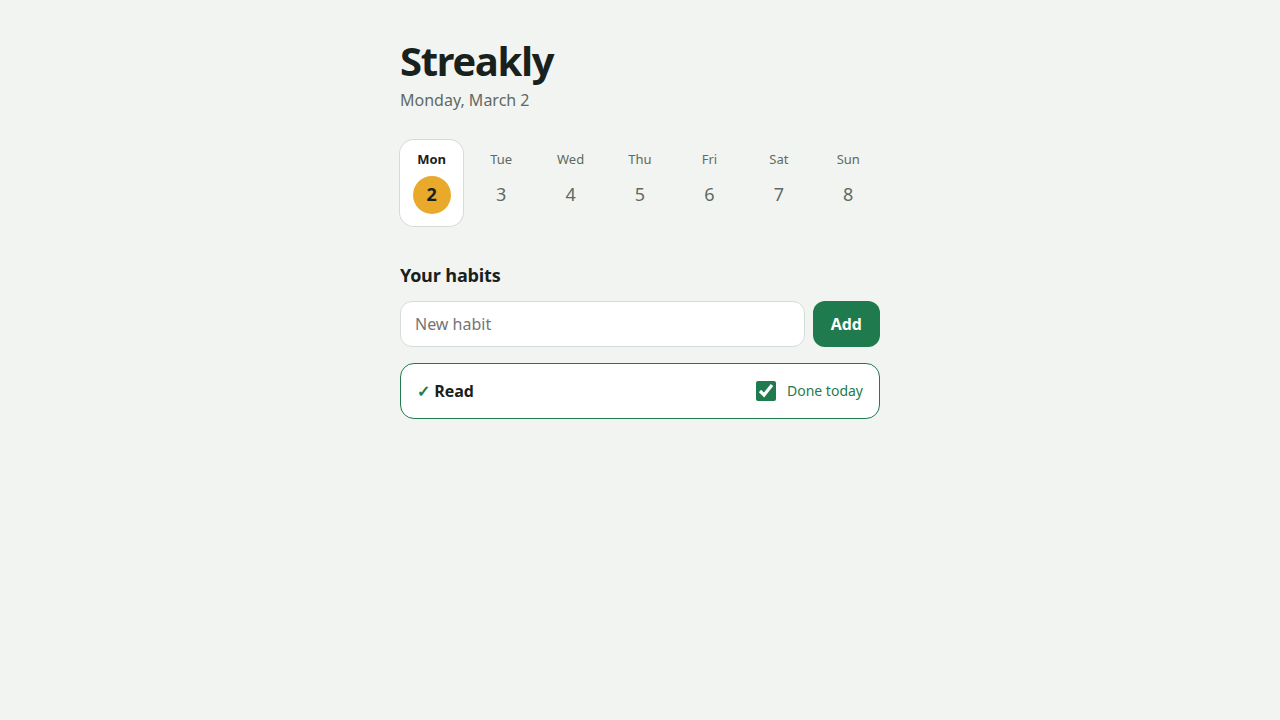 Streakly
Monday, March 2
Mon Tue Wed Thu Fri Sat Sun
2 3 4 5 6 7 8
Your habits
New habit Add
✓ Read Done today